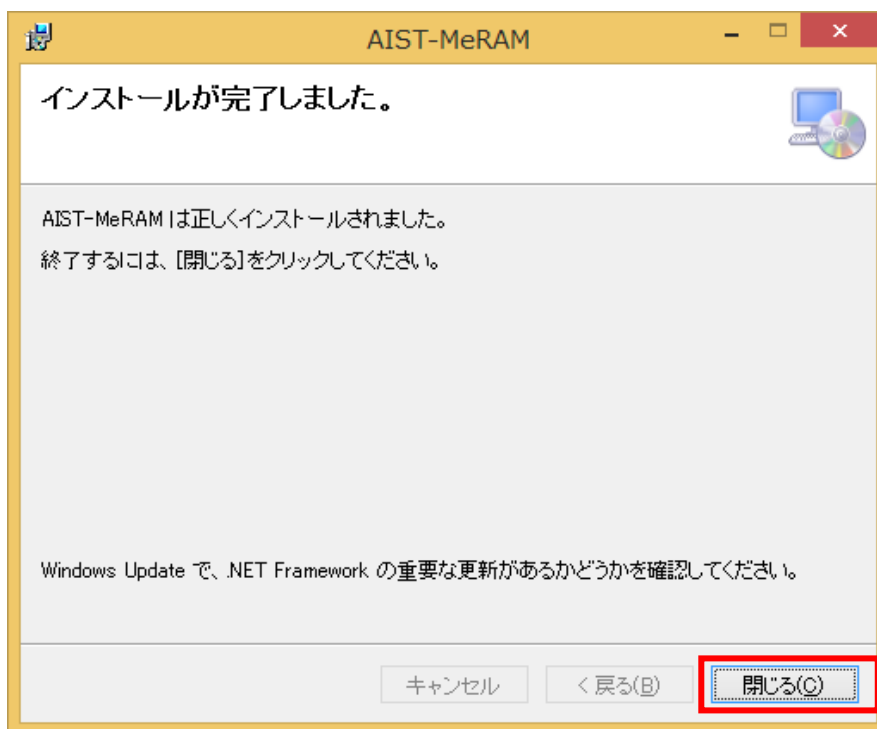 AIST-MeRAM
インストールが完了しました。
AIST-MeRAM は正しくインストールされました。
終了するには、[閉じる]をクリックしてください。
Windows Update で、.NET Framework の重要な更新があるかどうかを確認してください。
キャンセル
< 戻る(B)
閉じる(C)